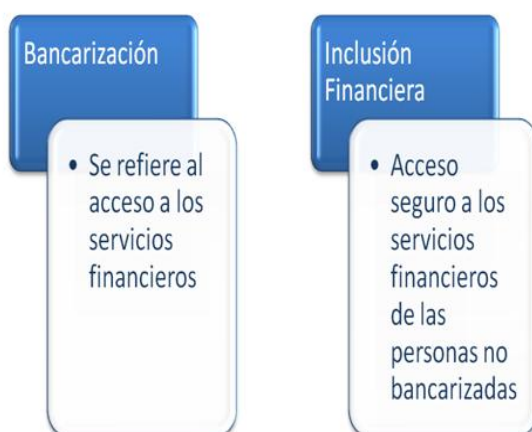 Bancarización
• Se refiere al
acceso a los
servicios
financieros
Inclusión
Financiera
• Acceso
seguro a los
servicios
financieros
de las
personas no
bancarizadas